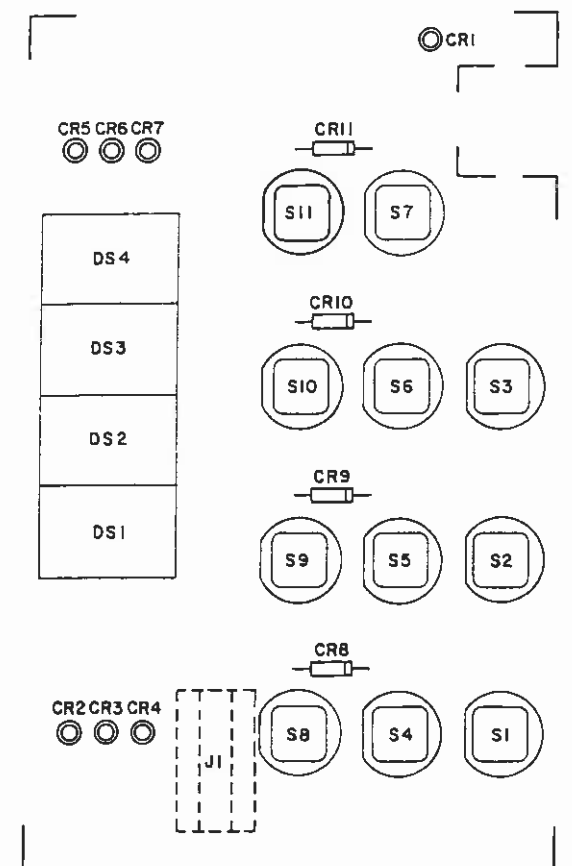 CR1
CR5 CR6 CR7
CR11
S11 S7
DS4
CR10
DS3
S10 S6 S3
DS2
CR9
DS1
S9 S5 S2
CR8
CR2 CR3 CR4
S8 S4 S1
J1